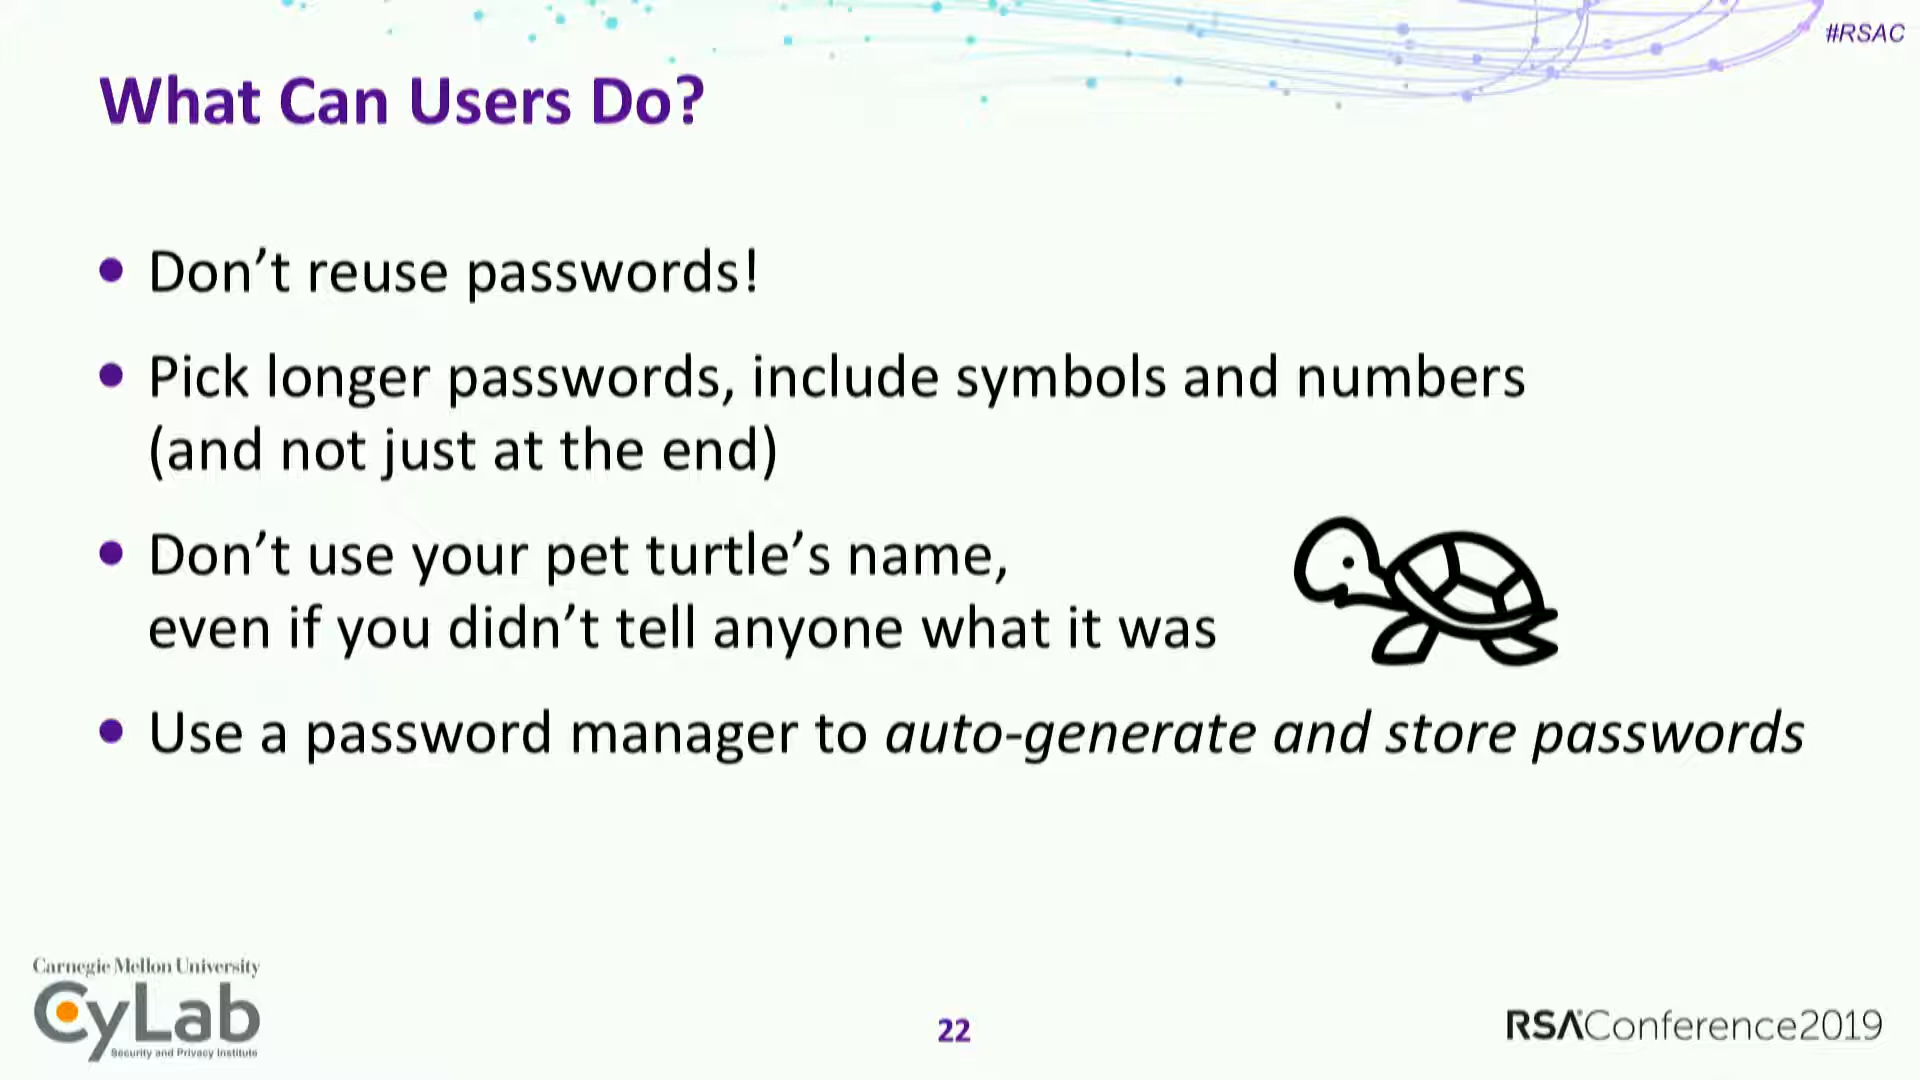 #RSAC
What Can Users Do?
• Don’t reuse passwords!
• Pick longer passwords, include symbols and numbers
(and not just at the end)
• Don’t use your pet turtle’s name,
even if you didn’t tell anyone what it was
• Use a password manager to auto-generate and store passwords
Carnegie Mellon University
CyLab
Security and Privacy Institute
22
RSAConference2019